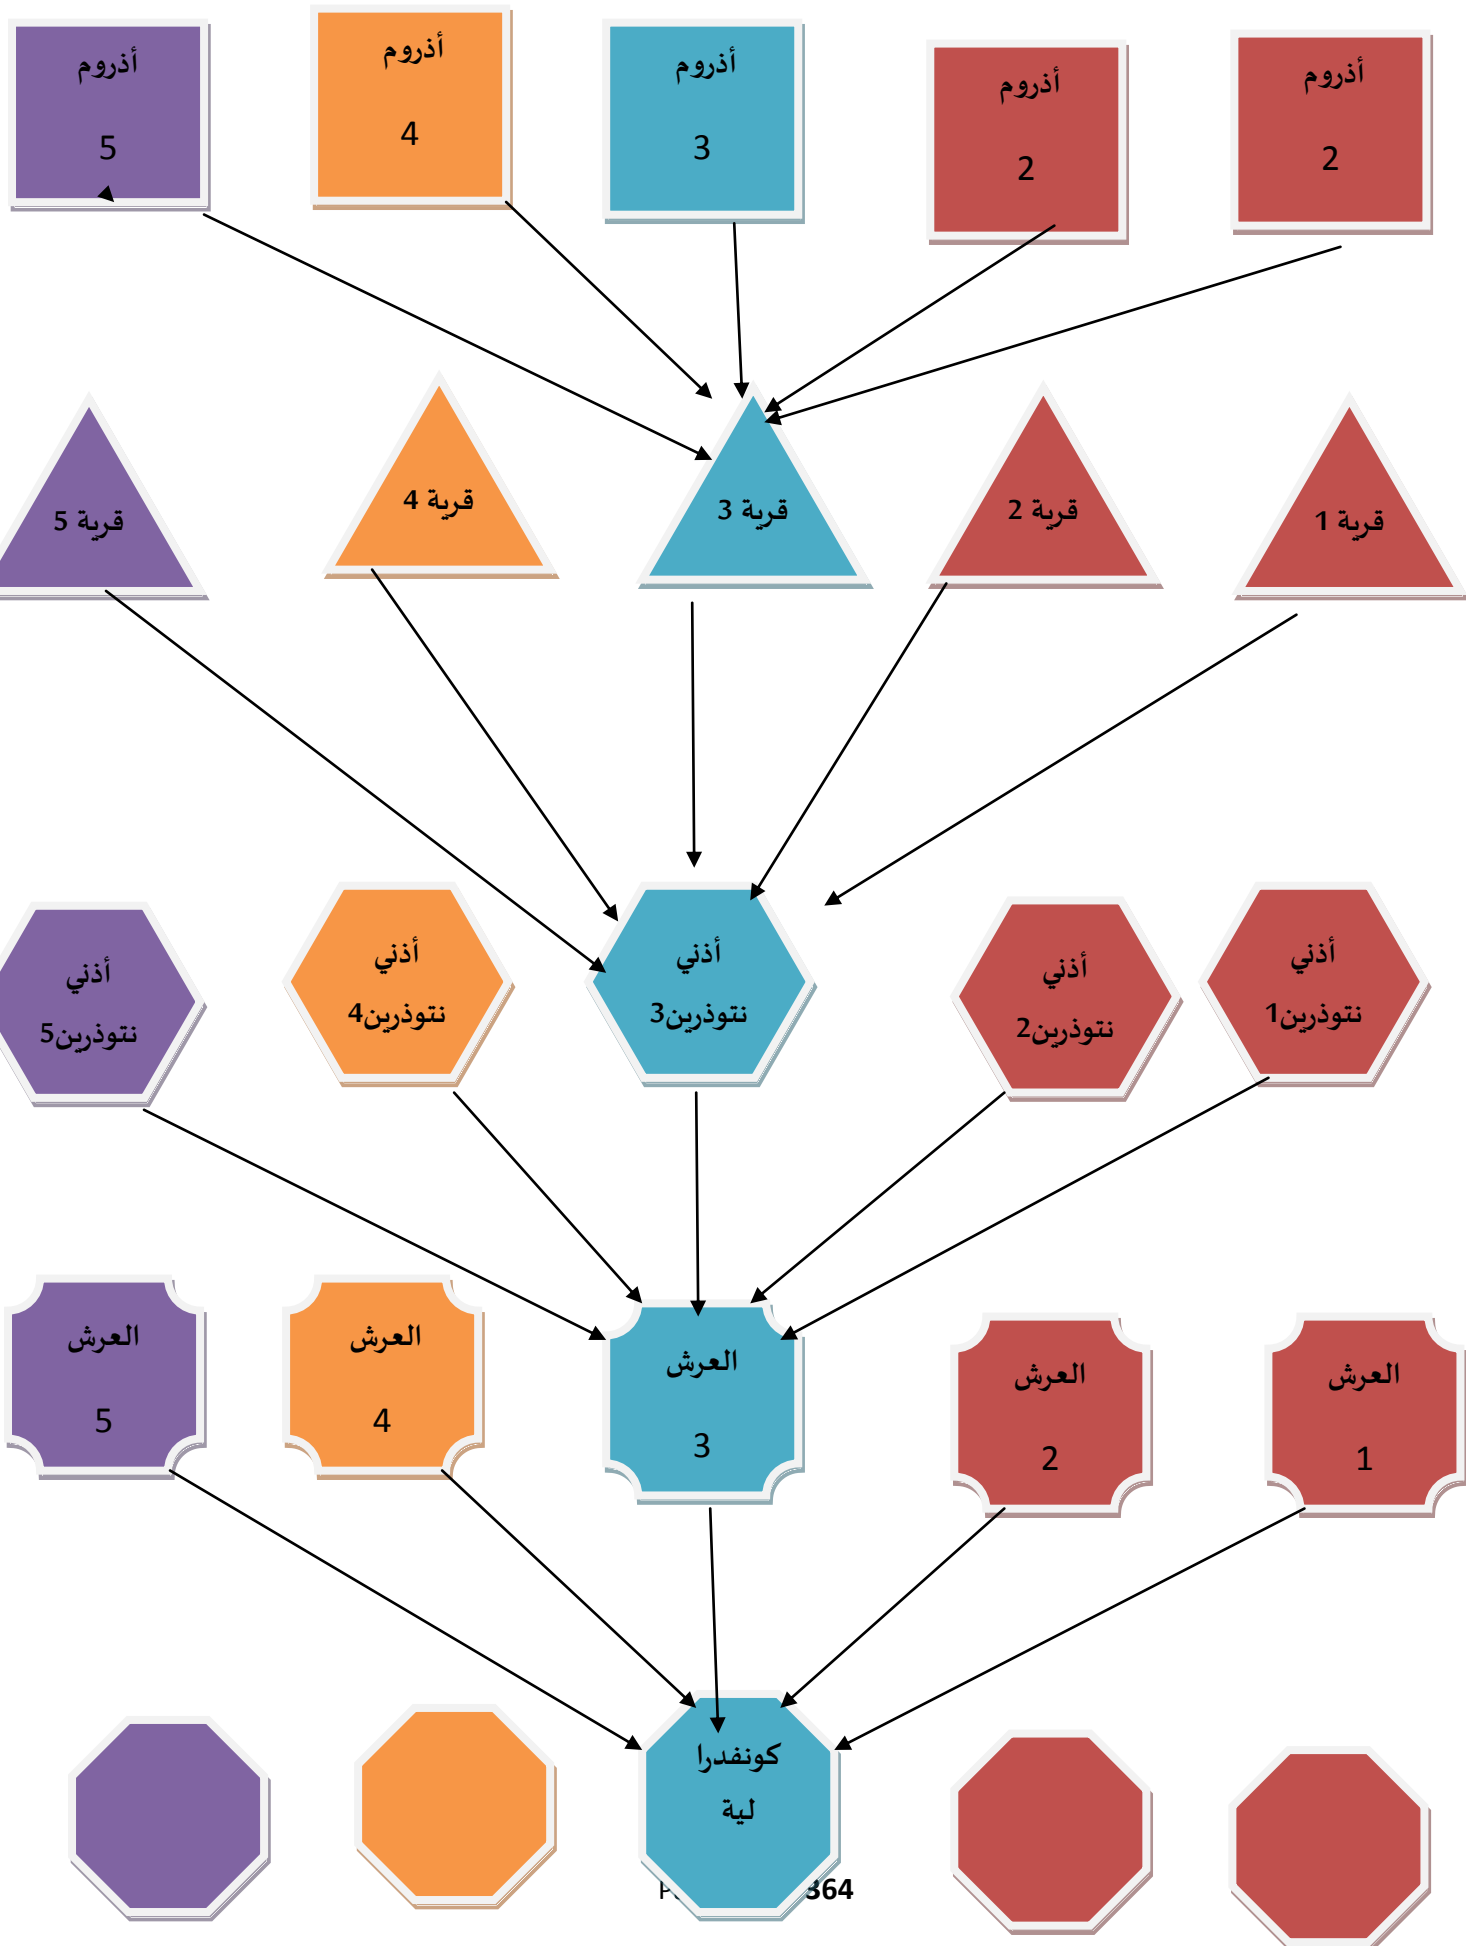 أذروم
2
أذروم
2
أذروم
3
أذروم
4
أذروم
5
قرية 1
قرية 2
قرية 3
قرية 4
قرية 5
أذني
نتوذرين1
أذني
نتوذرين2
أذني
نتوذرين3
أذني
نتوذرين4
أذني
نتوذرين5
العرش
1
العرش
2
العرش
3
العرش
4
العرش
5
كونفدرا
لية
364